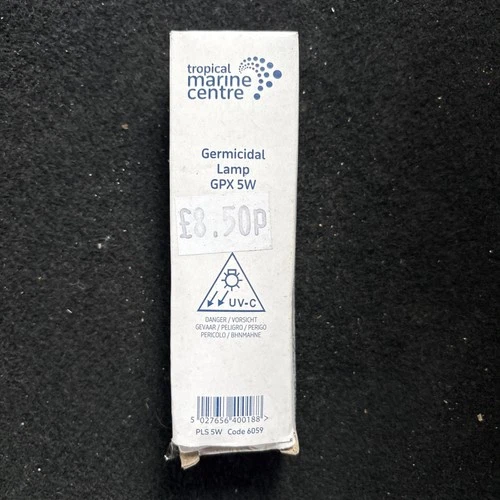 tropical
marine
centre
Germicidal
Lamp
GPX 5W
£8.50p
UV-C
DANGER / VORSICHT
GEVAAR / PELIGRO / PERIGO
PERICOLO / BHNMAHNE
5 027656 400188 >
PLS 5W Code 6059